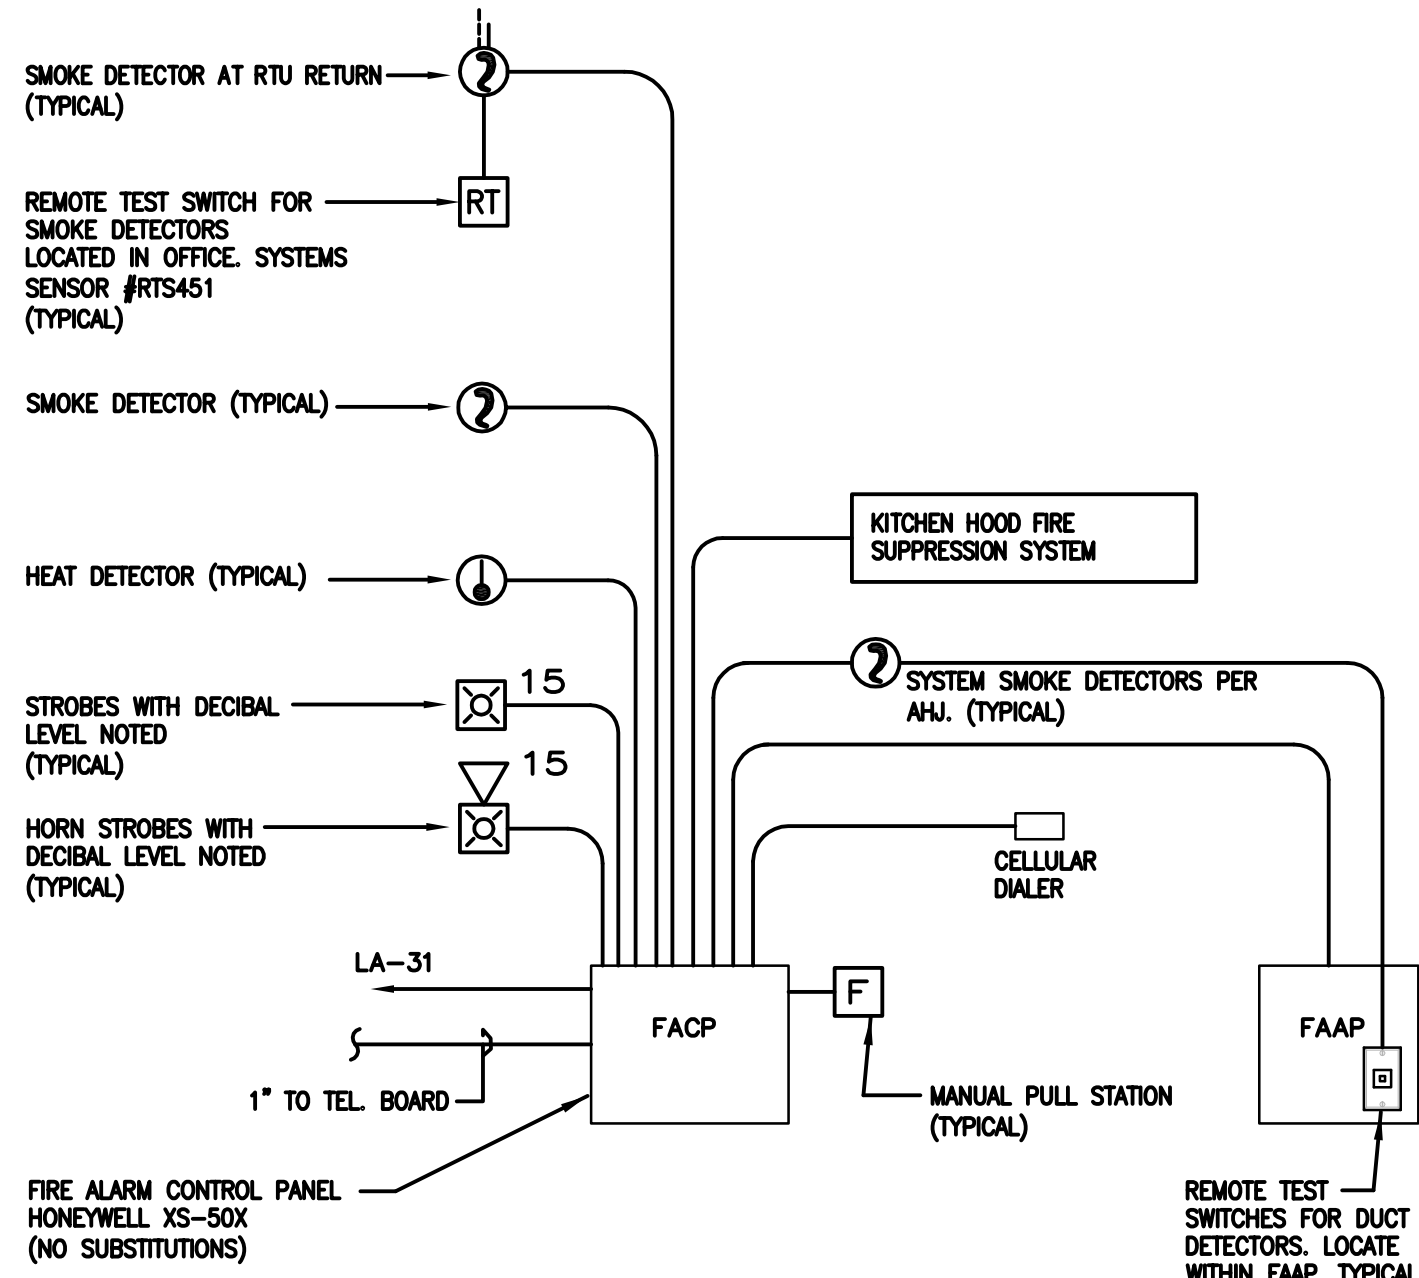 SMOKE DETECTOR AT RTU RETURN
(TYPICAL)
REMOTE TEST SWITCH FOR
SMOKE DETECTORS
LOCATED IN OFFICE. SYSTEMS
SENSOR #RTS451
(TYPICAL)
RT
SMOKE DETECTOR (TYPICAL)
KITCHEN HOOD FIRE
SUPPRESSION SYSTEM
HEAT DETECTOR (TYPICAL)
SYSTEM SMOKE DETECTORS PER
AHJ. (TYPICAL)
15
STROBES WITH DECIBAL
LEVEL NOTED
(TYPICAL)
15
HORN STROBES WITH
DECIBAL LEVEL NOTED
(TYPICAL)
CELLULAR
DIALER
LA-31
FACP
F
FAAP
1" TO TEL. BOARD
MANUAL PULL STATION
(TYPICAL)
FIRE ALARM CONTROL PANEL
HONEYWELL XS-50X
(NO SUBSTITUTIONS)
REMOTE TEST
SWITCHES FOR DUCT
DETECTORS. LOCATE
WITHIN FAAP. TYPICAL